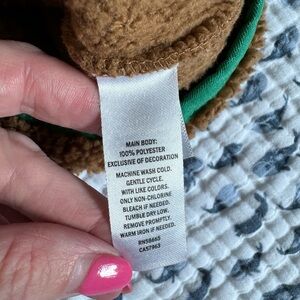 MAIN BODY:
100% POLYESTER
EXCLUSIVE OF DECORATION
MACHINE WASH COLD.
GENTLE CYCLE.
WITH LIKE COLORS.
ONLY NON-CHLORINE
BLEACH IF NEEDED.
TUMBLE DRY LOW.
REMOVE PROMPTLY.
WARM IRON IF NEEDED.
RN58665
CA57963